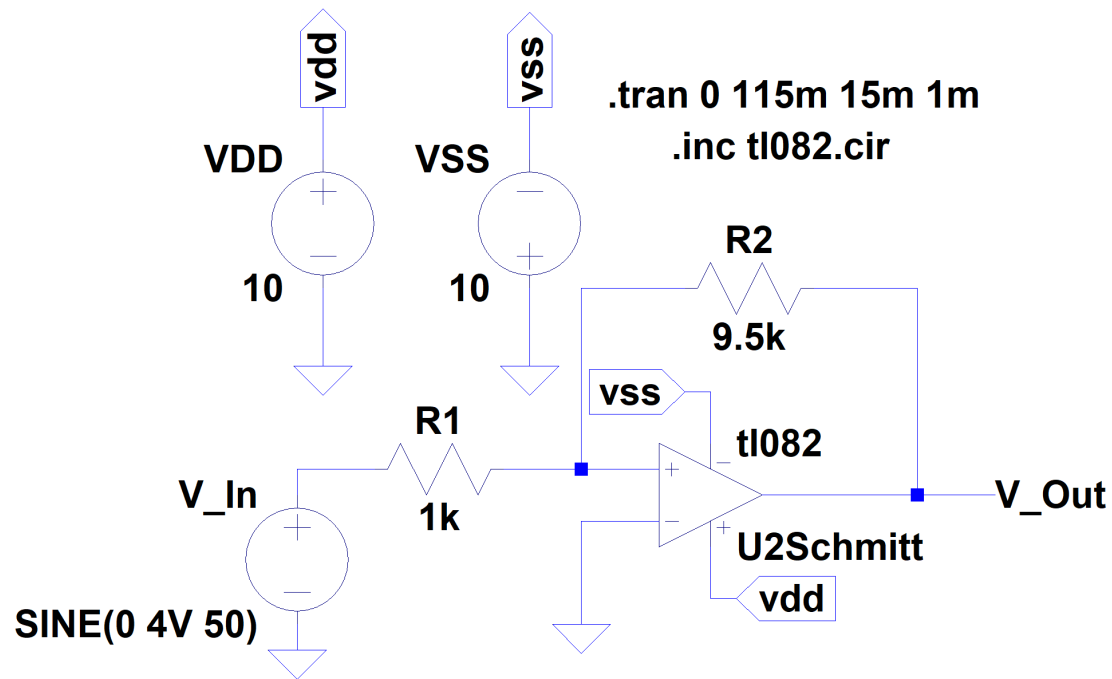 vdd
vss
.tran 0 115m 15m 1m
.inc tl082.cir
VDD
10
VSS
10
R2
9.5k
vss
tl082
R1
1k
V_In
SINE(0 4V 50)
V_Out
U2Schmitt
vdd